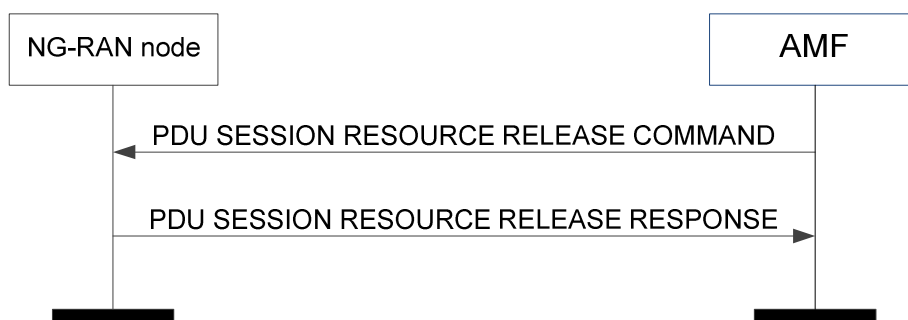 NG-RAN node
AMF
PDU SESSION RESOURCE RELEASE COMMAND
PDU SESSION RESOURCE RELEASE RESPONSE